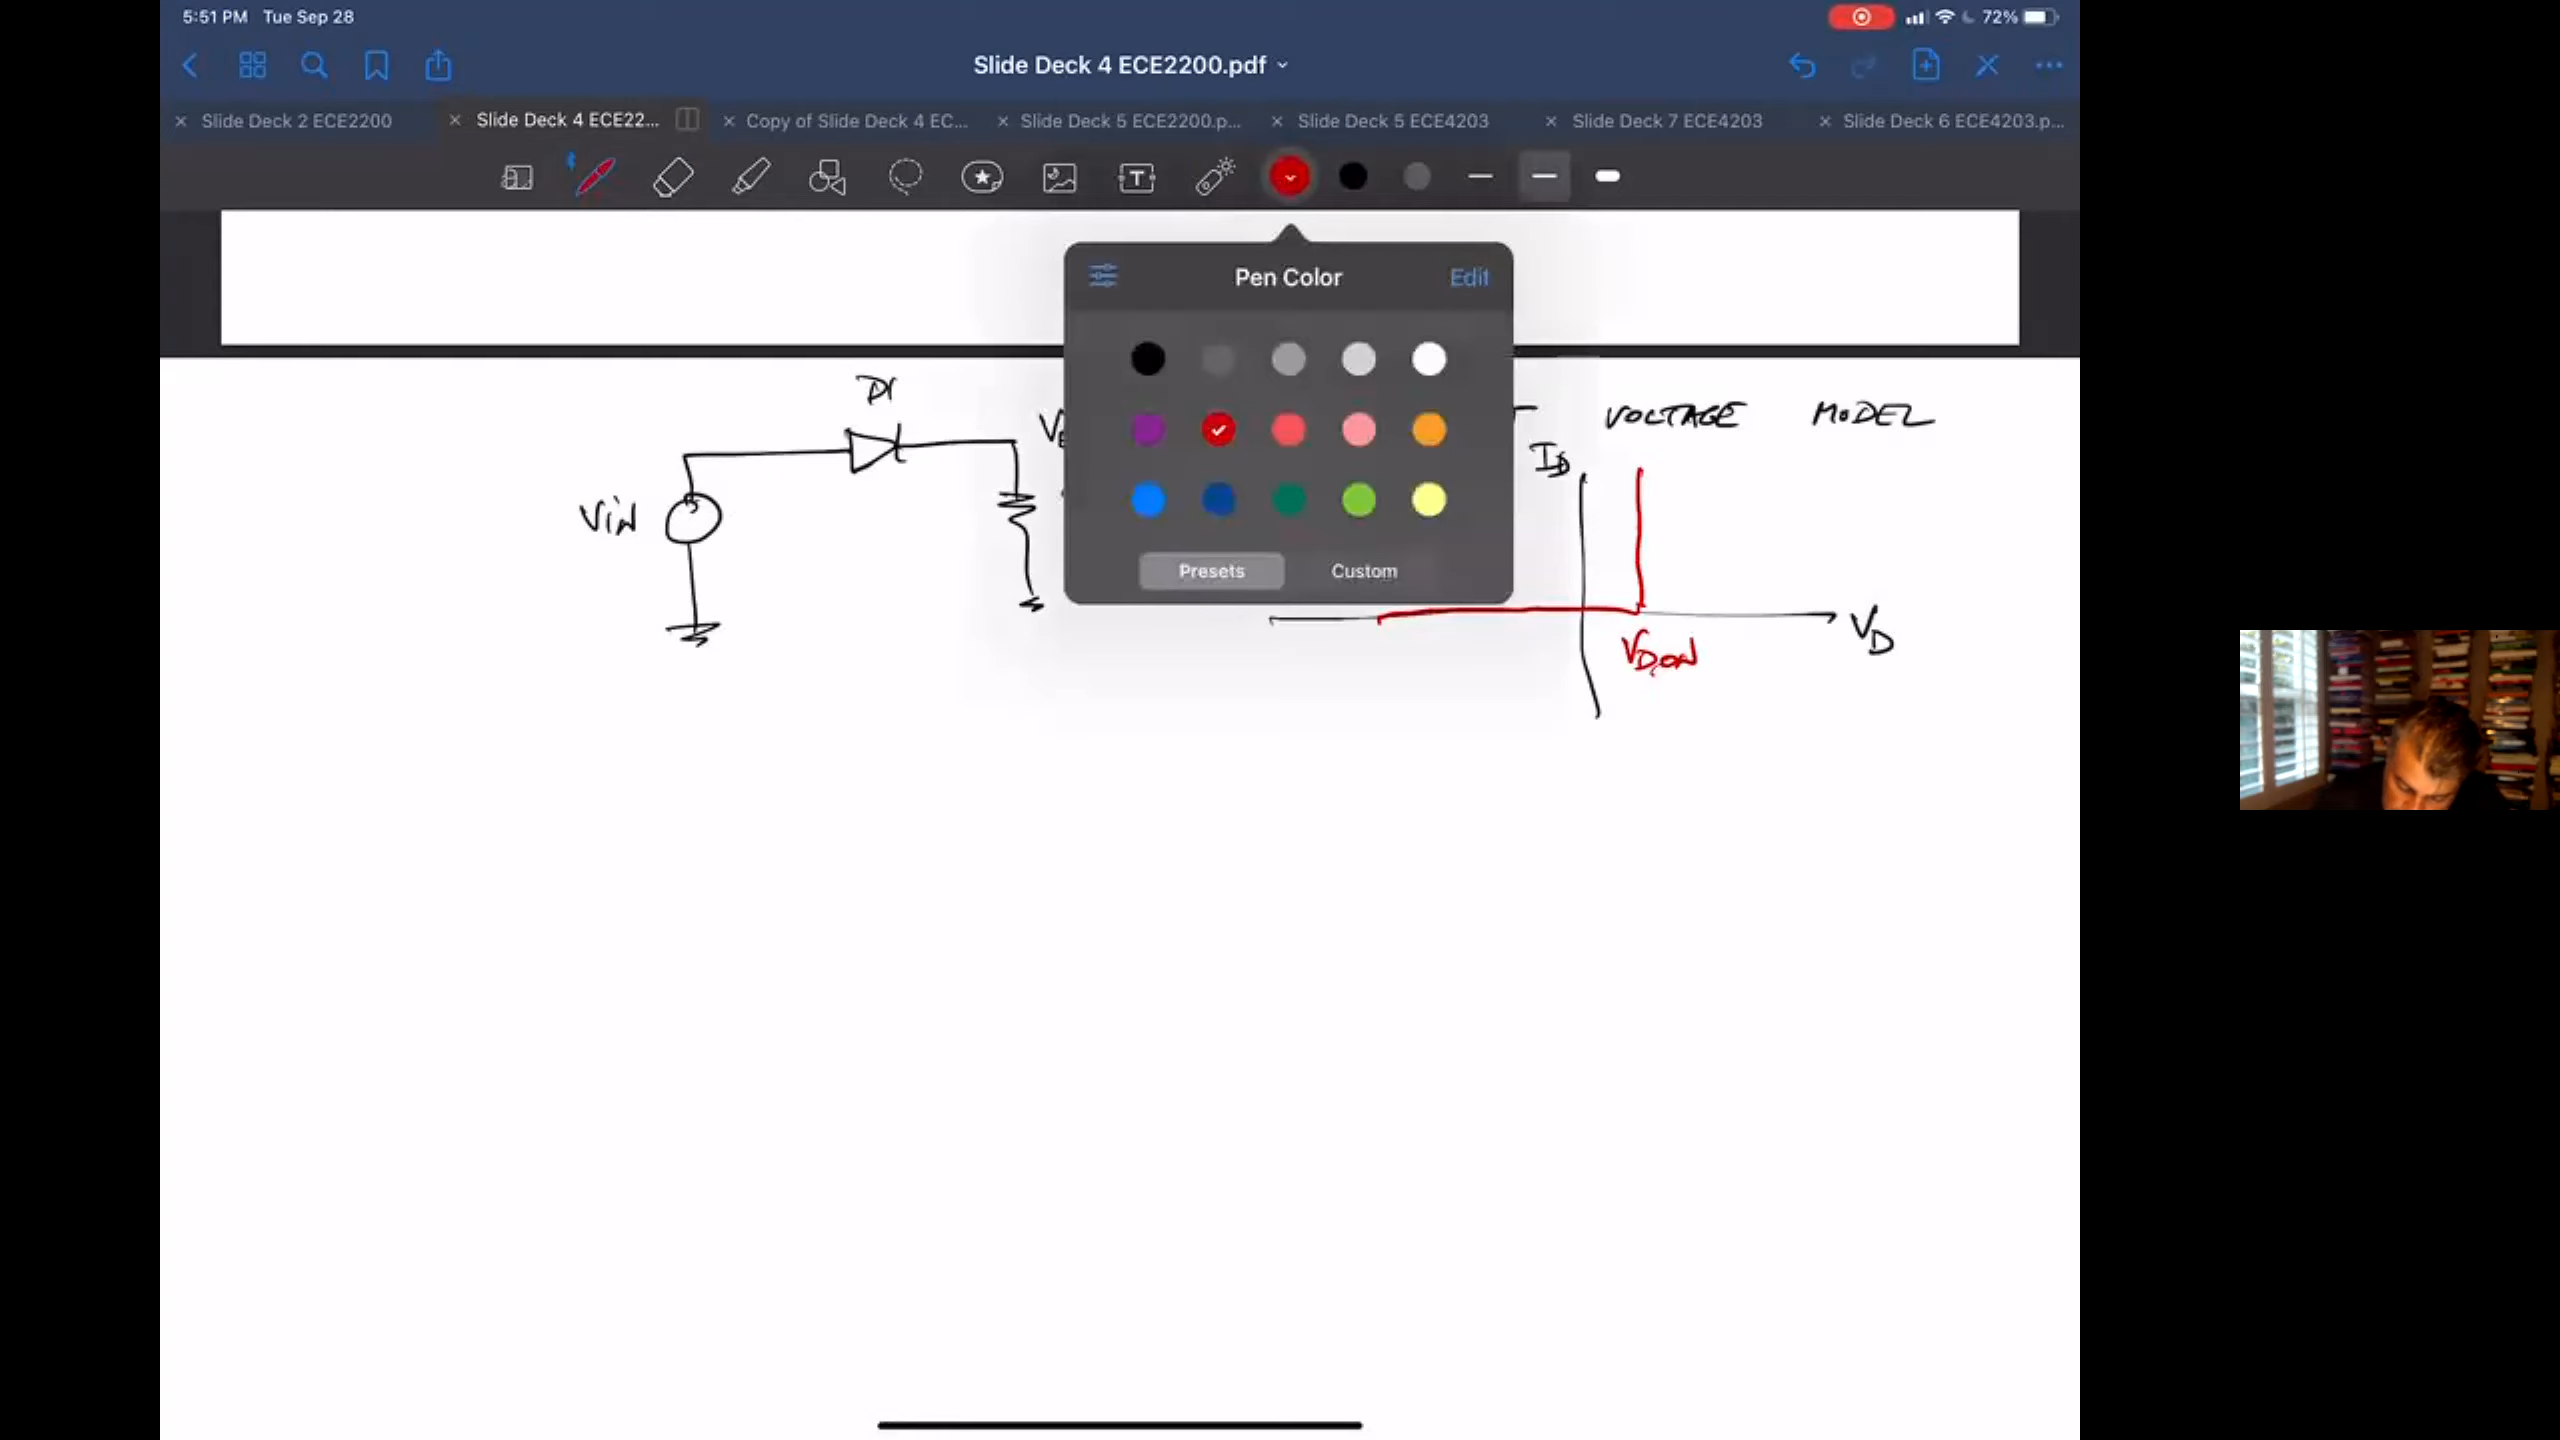 5:51 PM Tue Sep 28
72%
Slide Deck 4 ECE2200.pdf
Slide Deck 2 ECE2200
Slide Deck 4 ECE22...
Copy of Slide Deck 4 EC...
Slide Deck 5 ECE2200.p...
Slide Deck 5 ECE4203
Slide Deck 7 ECE4203
Slide Deck 6 ECE4203.p...
T
Pen Color
Edit
Presets
Custom
D1
VOLTAGE MODEL
ID
Vin
VD
VD,ON